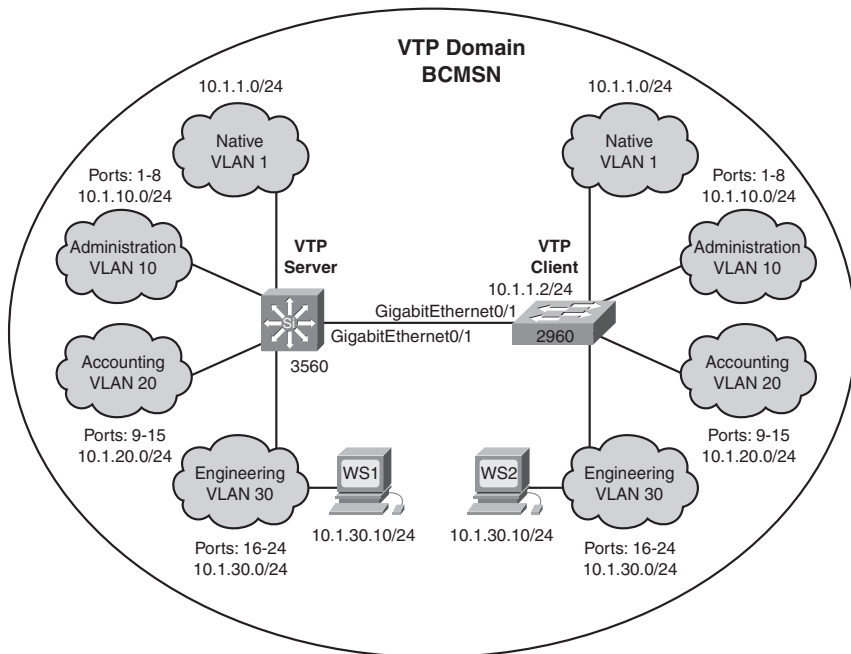 VTP Domain
BCMSN
10.1.1.0/24
Native
VLAN 1
Ports: 1-8
10.1.10.0/24
Administration
VLAN 10
VTP
Server
Si
3560
Accounting
VLAN 20
Ports: 9-15
10.1.20.0/24
Engineering
VLAN 30
Ports: 16-24
10.1.30.0/24
WS1
10.1.30.10/24
GigabitEthernet0/1
GigabitEthernet0/1
10.1.1.0/24
Native
VLAN 1
Ports: 1-8
10.1.10.0/24
Administration
VLAN 10
VTP
Client
10.1.1.2/24
2960
Accounting
VLAN 20
Ports: 9-15
10.1.20.0/24
WS2
10.1.30.10/24
Engineering
VLAN 30
Ports: 16-24
10.1.30.0/24